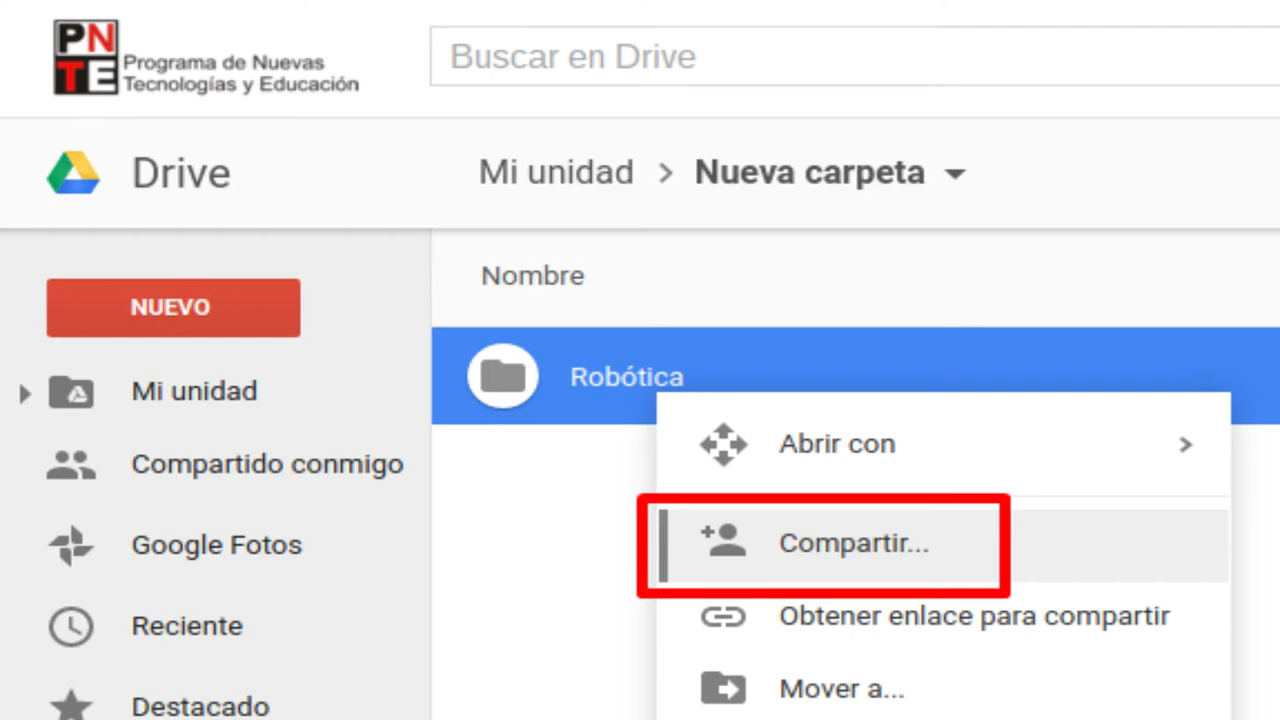 PN
TE
Programa de Nuevas
Tecnologías y Educación
Buscar en Drive
Drive
Mi unidad > Nueva carpeta
NUEVO
Mi unidad
Compartido conmigo
Google Fotos
Reciente
Destacado
Nombre
Robótica
Abrir con
Compartir...
Obtener enlace para compartir
Mover a...